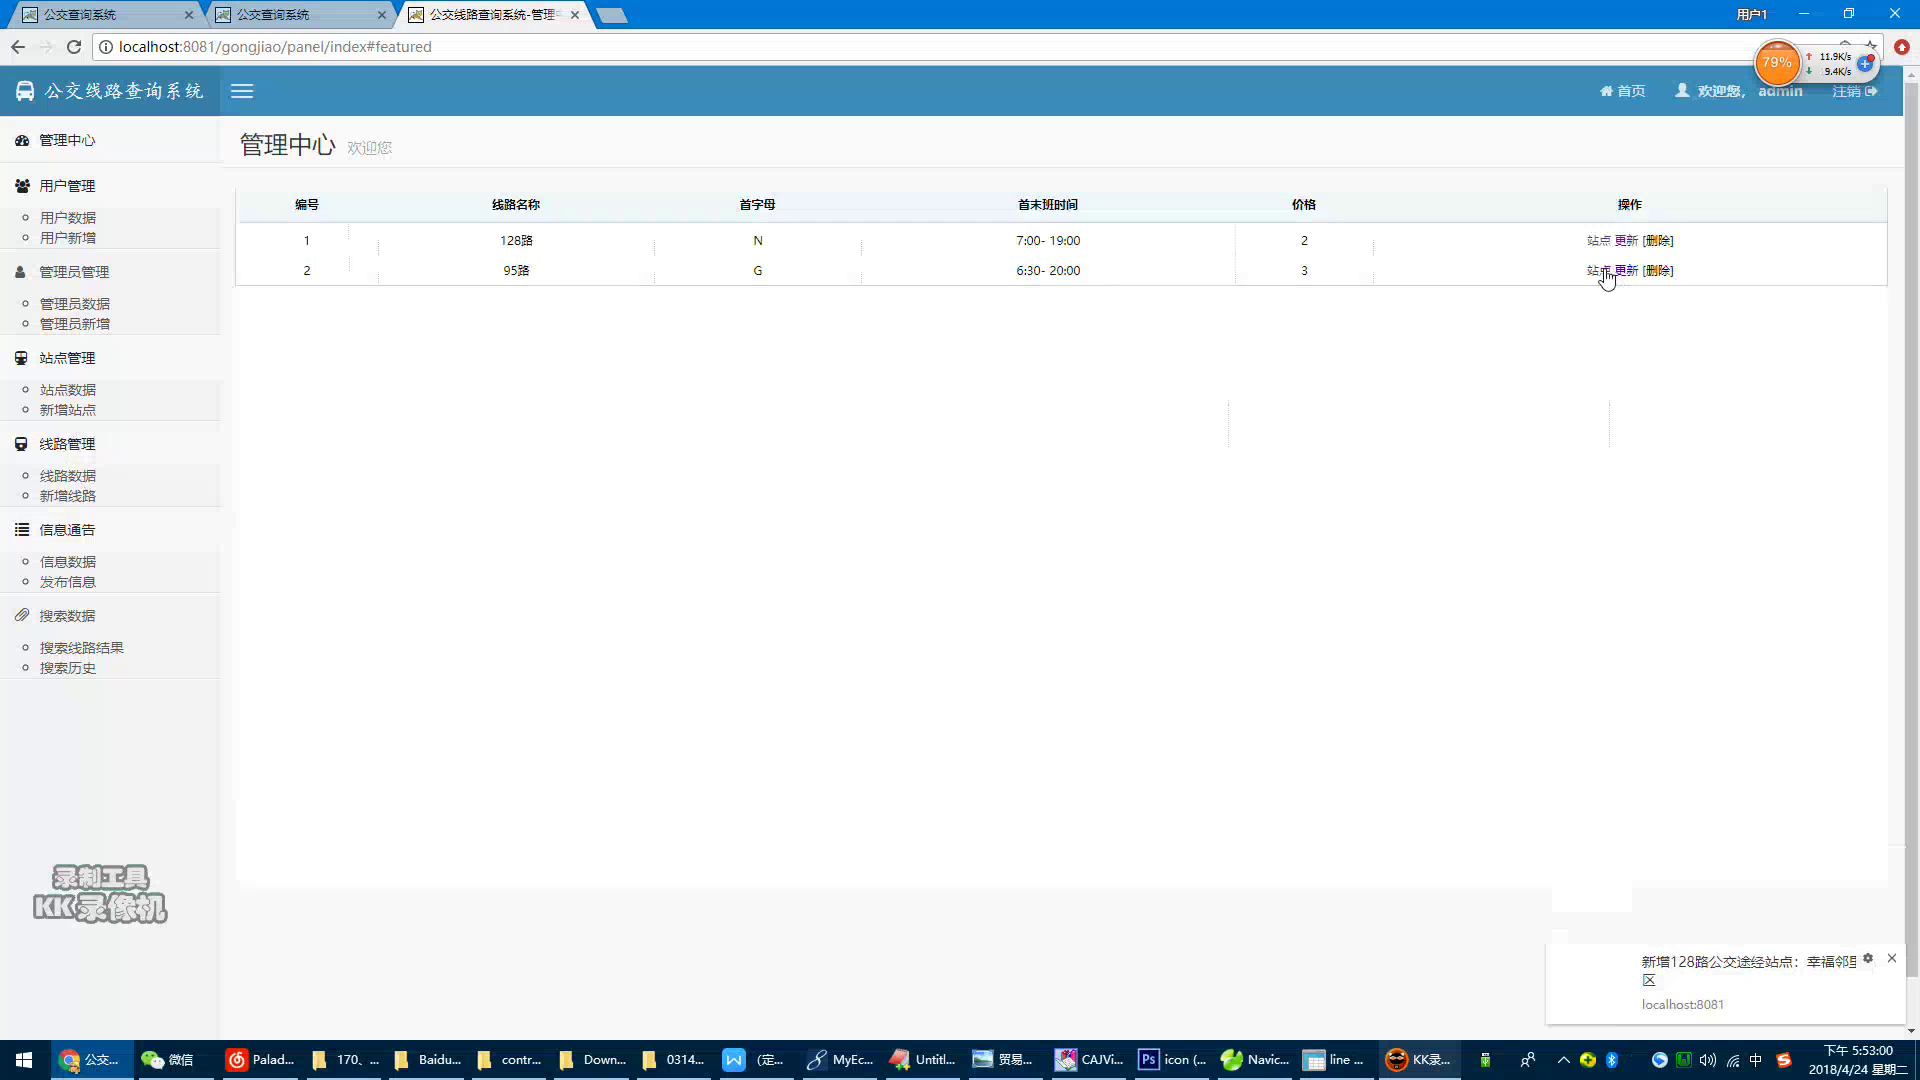 公交查询系统
公交查询系统
公交线路查询系统-管理
用户1
localhost:8081/gongjiao/panel/index#featured
79%
11.9K/s
9.4K/s
公交线路查询系统
首页
欢迎您, admin
注销
管理中心
用户管理
用户数据
用户新增
管理员管理
管理员数据
管理员新增
站点管理
站点数据
新增站点
线路管理
线路数据
新增线路
信息通告
信息数据
发布信息
搜索数据
搜索线路结果
搜索历史
管理中心 欢迎您
编号 线路名称 首字母 首末班时间 价格 操作
1 128路 N 7:00- 19:00 2 站点 更新 [删除]
2 95路 G 6:30- 20:00 3 站点 更新 [删除]
录制工具
KK录像机
新增128路公交途经站点：幸福邻里
区
localhost:8081
公交...
微信
Palad...
170、...
Baidu...
contr...
Down...
0314...
(定...
MyEc...
Untitl...
贸易...
CAJVi...
Ps
icon (...
Navic...
line ...
KK录...
中
下午 5:53:00
2018/4/24 星期二